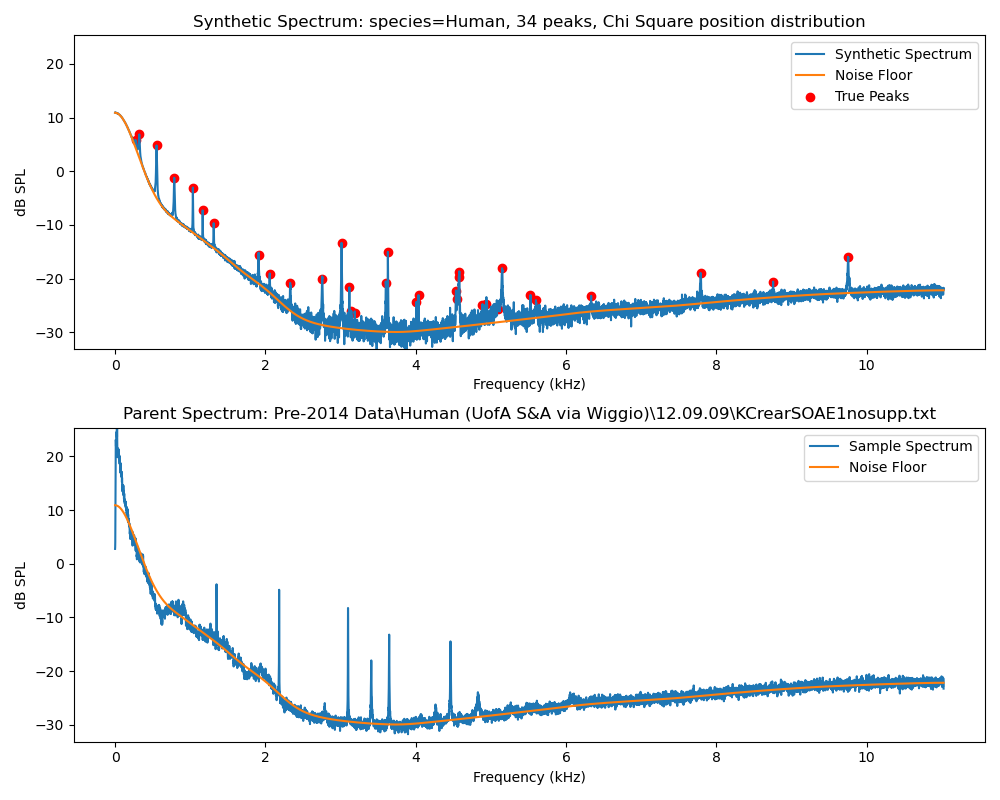 Synthetic Spectrum: species=Human, 34 peaks, Chi Square position distribution
20
10
0
−10
−20
−30
dB SPL
Synthetic Spectrum
Noise Floor
True Peaks
0 2 4 6 8 10
Frequency (kHz)
Parent Spectrum: Pre-2014 Data\Human (UofA S&A via Wiggio)\12.09.09\KCrearSOAE1nosupp.txt
20
10
0
−10
−20
−30
dB SPL
Sample Spectrum
Noise Floor
0 2 4 6 8 10
Frequency (kHz)